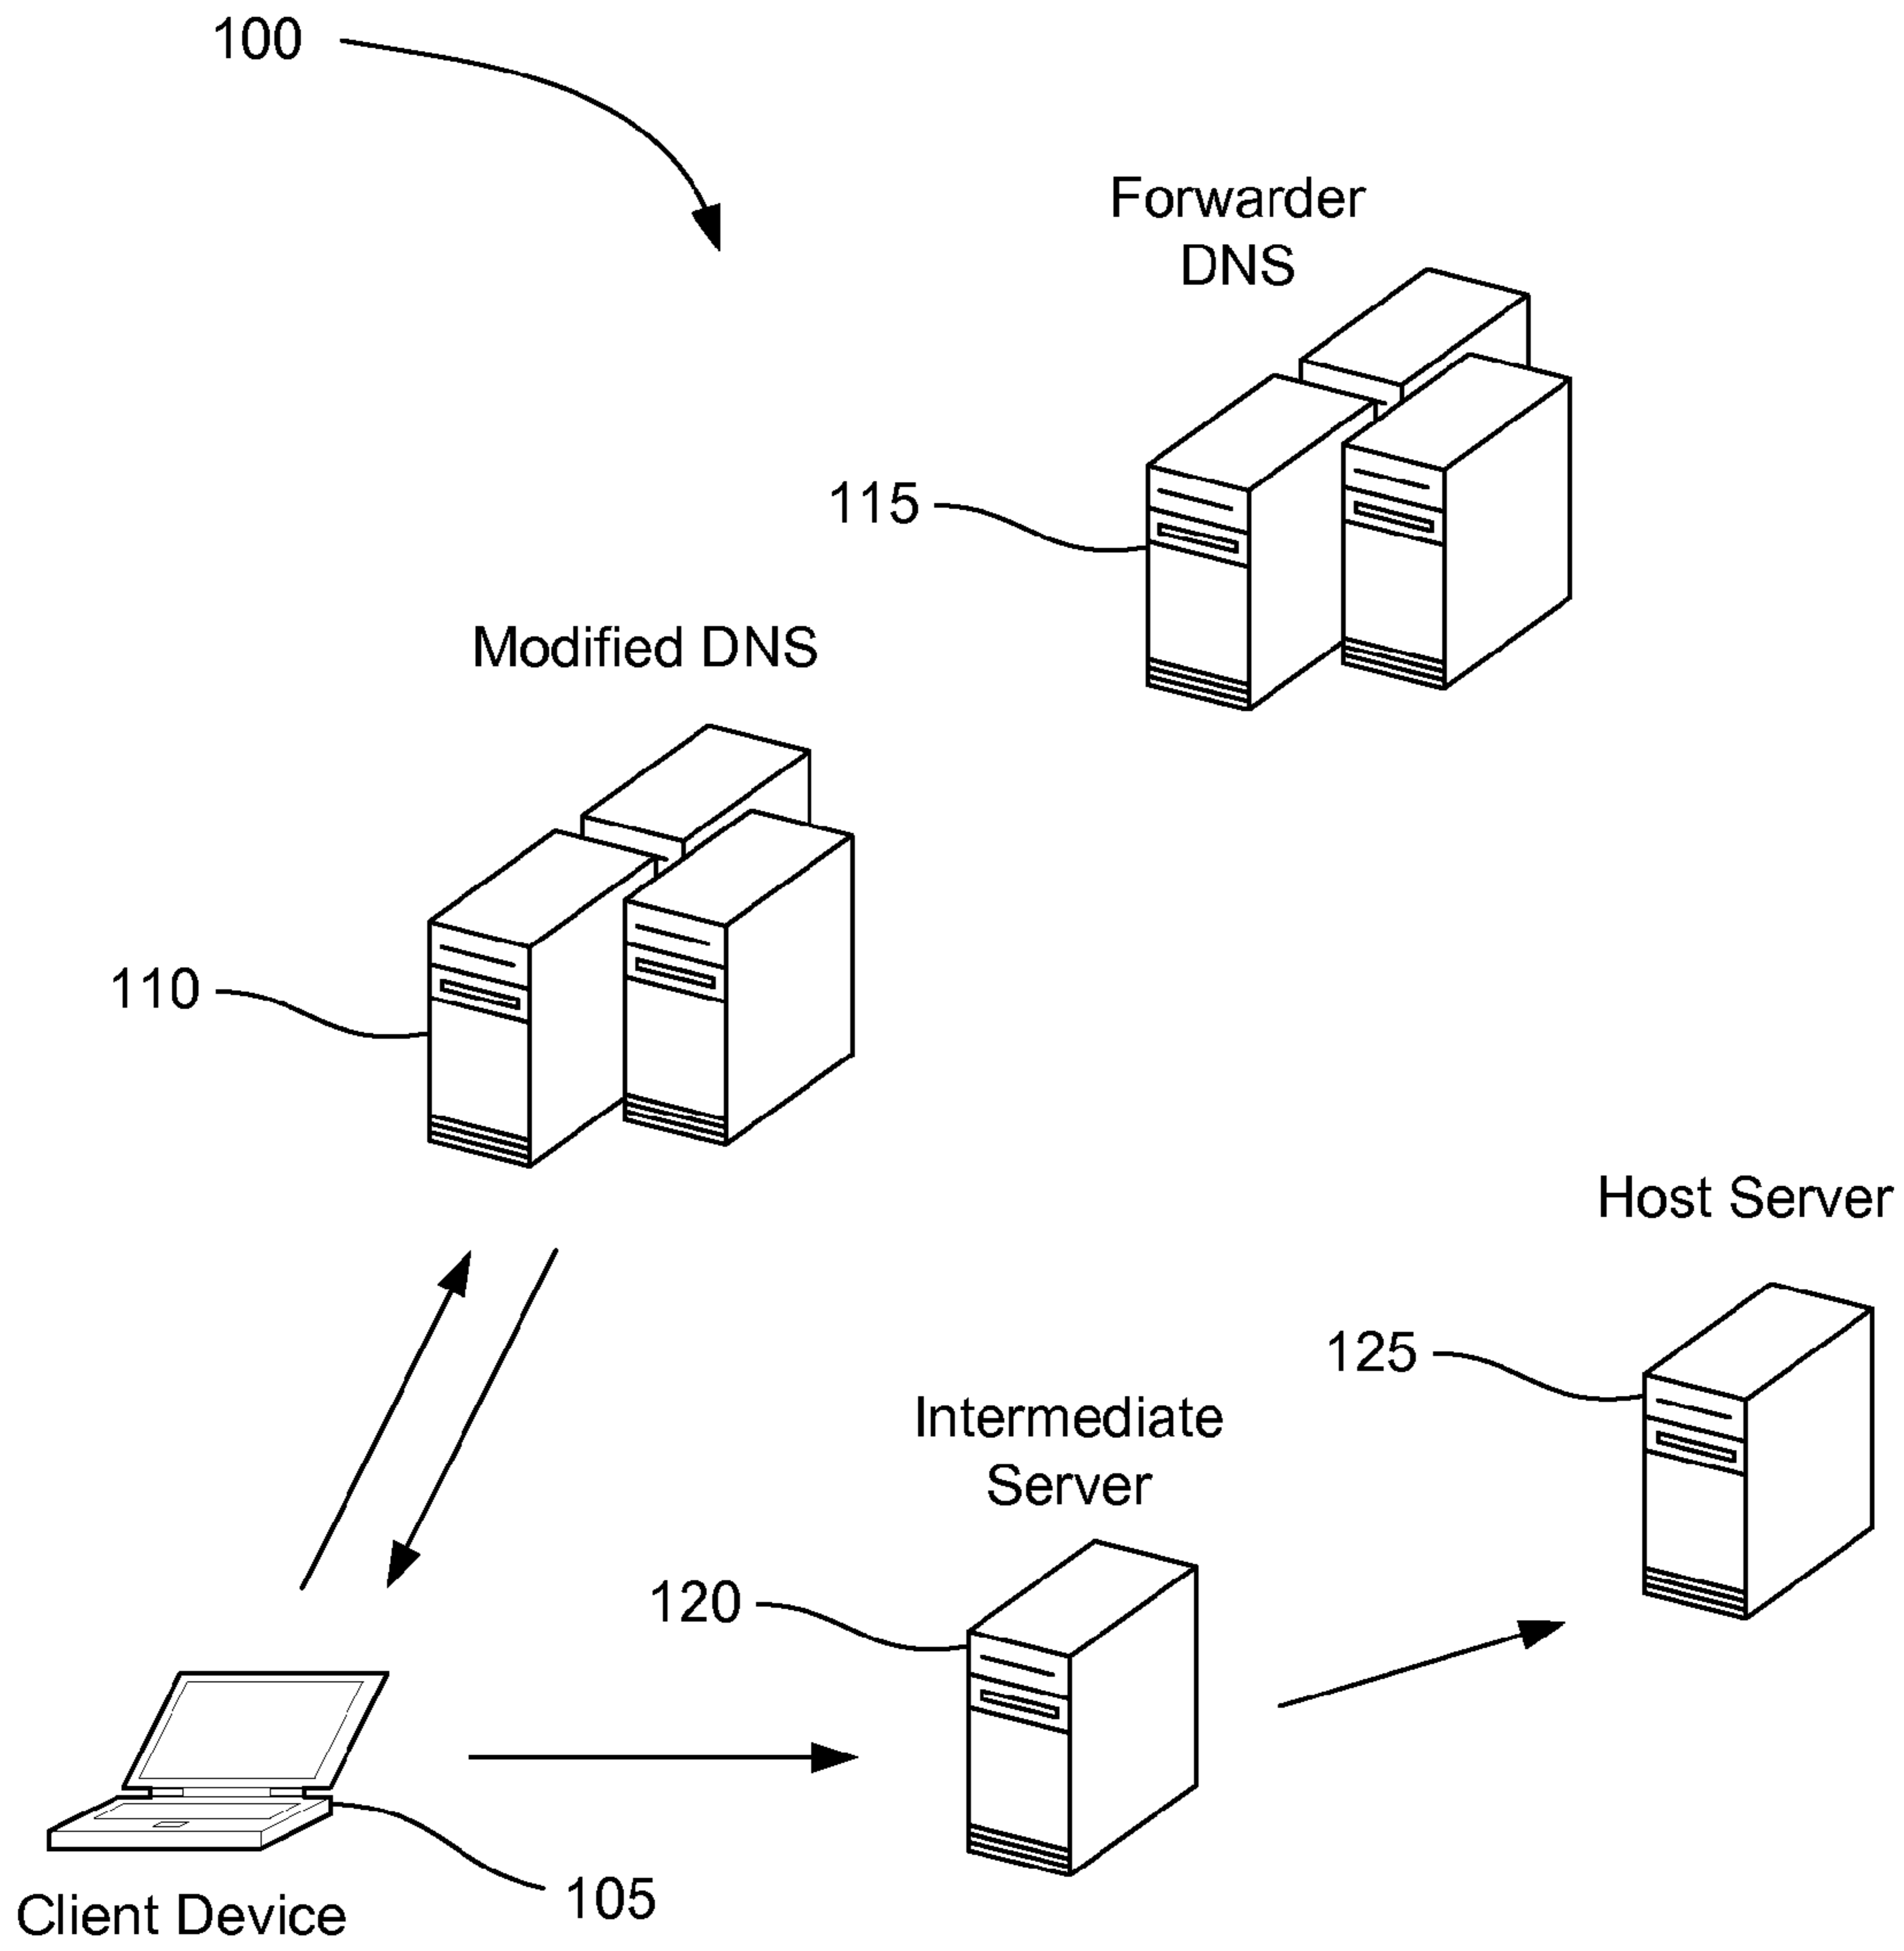 100
Forwarder
DNS
115
Modified DNS
110
Host Server
125
Intermediate
Server
120
105
Client Device